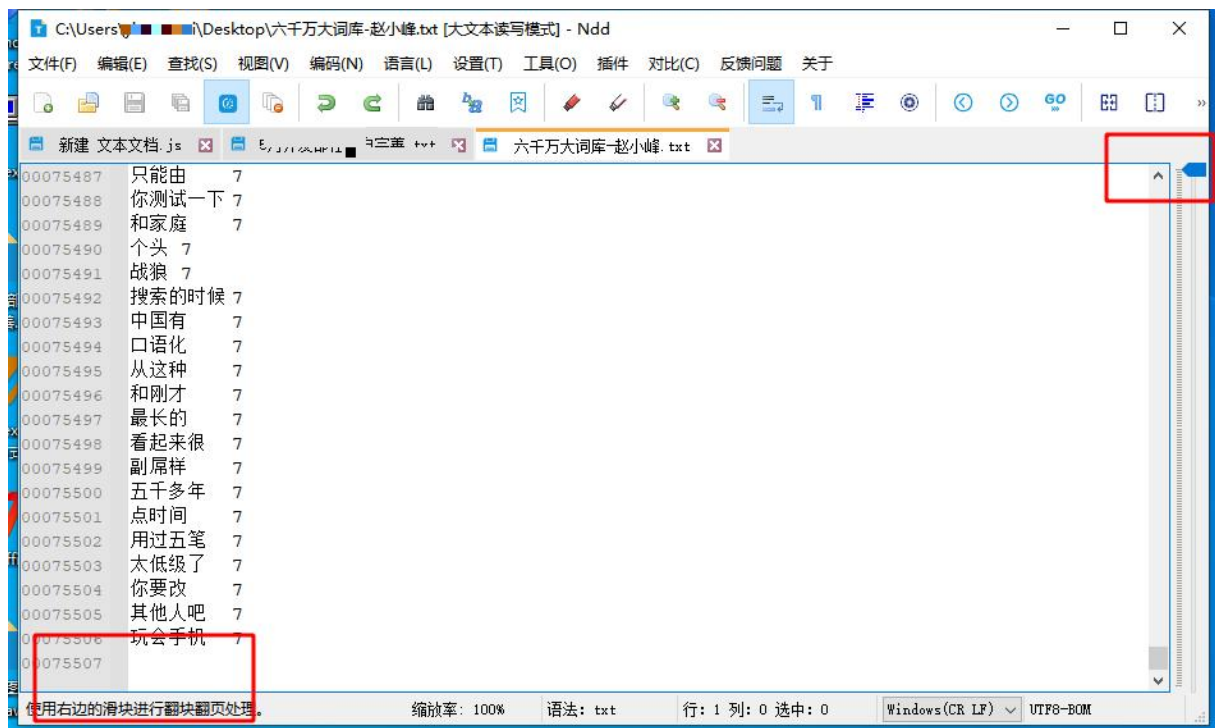 C:\Users\ i\Desktop\六千万大词库-赵小峰.txt [大文本读写模式] - Ndd
文件(F) 编辑(E) 查找(S) 视图(V) 编码(N) 语言(L) 设置(T) 工具(O) 插件 对比(C) 反馈问题 关于
新建 文本文档.js 六千万大词库-赵小峰.txt
00075487 只能由 7
00075488 你测试一下 7
00075489 和家庭 7
00075490 个头 7
00075491 战狼 7
00075492 搜索的时候 7
00075493 中国有 7
00075494 口语化 7
00075495 从这种 7
00075496 和刚才 7
00075497 最长的 7
00075498 看起来很 7
00075499 副屌样 7
00075500 五千多年 7
00075501 点时间 7
00075502 用过五笔 7
00075503 太低级了 7
00075504 你要改 7
00075505 其他人吧 7
00075506 玩会手机 7
00075507
使用右边的滑块进行翻块翻页处理。 缩放率: 100% 语法: txt 行: 1 列: 0 选中: 0 Windows(CR LF) UTF8-BOM